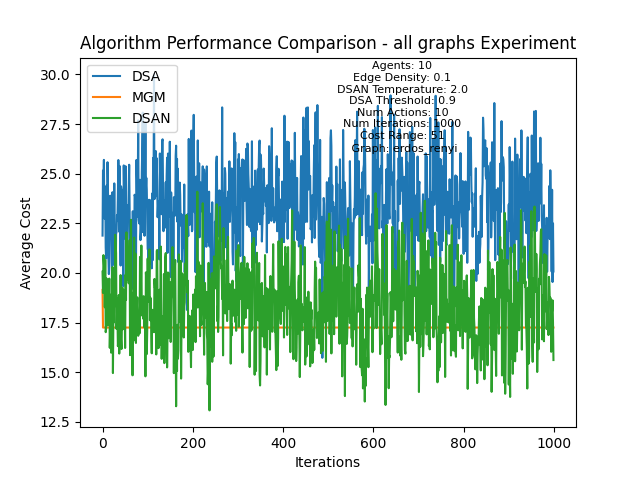 Algorithm Performance Comparison - all graphs Experiment
DSA
MGM
DSAN
Agents: 10
Edge Density: 0.1
DSAN Temperature: 2.0
DSA Threshold: 0.9
Num Actions: 10
Num Iterations: 1000
Cost Range: 51
Graph: erdos_renyi
Average Cost
30.0
27.5
25.0
22.5
20.0
17.5
15.0
12.5
0 200 400 600 800 1000
Iterations